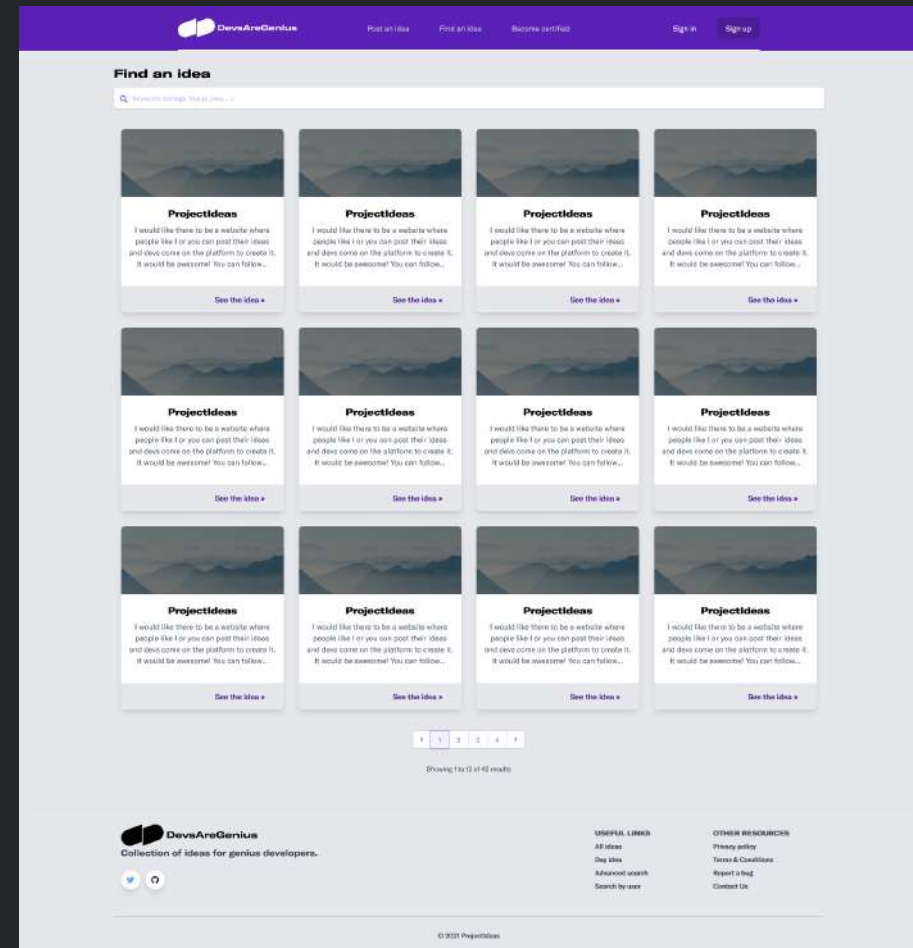 DevsAreGenius
Post an idea
Find an idea
Become certified
Sign in
Sign up
Find an idea
ProjectIdeas
I would like there to be a website where
people like I or you can post their ideas
and devs come on the platform to create it.
It would be awesome! You can follow...
See the idea »
ProjectIdeas
I would like there to be a website where
people like I or you can post their ideas
and devs come on the platform to create it.
It would be awesome! You can follow...
See the idea »
ProjectIdeas
I would like there to be a website where
people like I or you can post their ideas
and devs come on the platform to create it.
It would be awesome! You can follow...
See the idea »
ProjectIdeas
I would like there to be a website where
people like I or you can post their ideas
and devs come on the platform to create it.
It would be awesome! You can follow...
See the idea »
ProjectIdeas
I would like there to be a website where
people like I or you can post their ideas
and devs come on the platform to create it.
It would be awesome! You can follow...
See the idea »
ProjectIdeas
I would like there to be a website where
people like I or you can post their ideas
and devs come on the platform to create it.
It would be awesome! You can follow...
See the idea »
ProjectIdeas
I would like there to be a website where
people like I or you can post their ideas
and devs come on the platform to create it.
It would be awesome! You can follow...
See the idea »
ProjectIdeas
I would like there to be a website where
people like I or you can post their ideas
and devs come on the platform to create it.
It would be awesome! You can follow...
See the idea »
ProjectIdeas
I would like there to be a website where
people like I or you can post their ideas
and devs come on the platform to create it.
It would be awesome! You can follow...
See the idea »
ProjectIdeas
I would like there to be a website where
people like I or you can post their ideas
and devs come on the platform to create it.
It would be awesome! You can follow...
See the idea »
ProjectIdeas
I would like there to be a website where
people like I or you can post their ideas
and devs come on the platform to create it.
It would be awesome! You can follow...
See the idea »
ProjectIdeas
I would like there to be a website where
people like I or you can post their ideas
and devs come on the platform to create it.
It would be awesome! You can follow...
See the idea »
1 2 3 4
Showing 1 to 12 of 42 results
DevsAreGenius
Collection of ideas for genius developers.
USEFUL LINKS
All ideas
Day idea
Advanced search
Search by user
OTHER RESOURCES
Privacy policy
Terms & Conditions
Report a bug
Contact Us
© 2021 ProjectIdeas